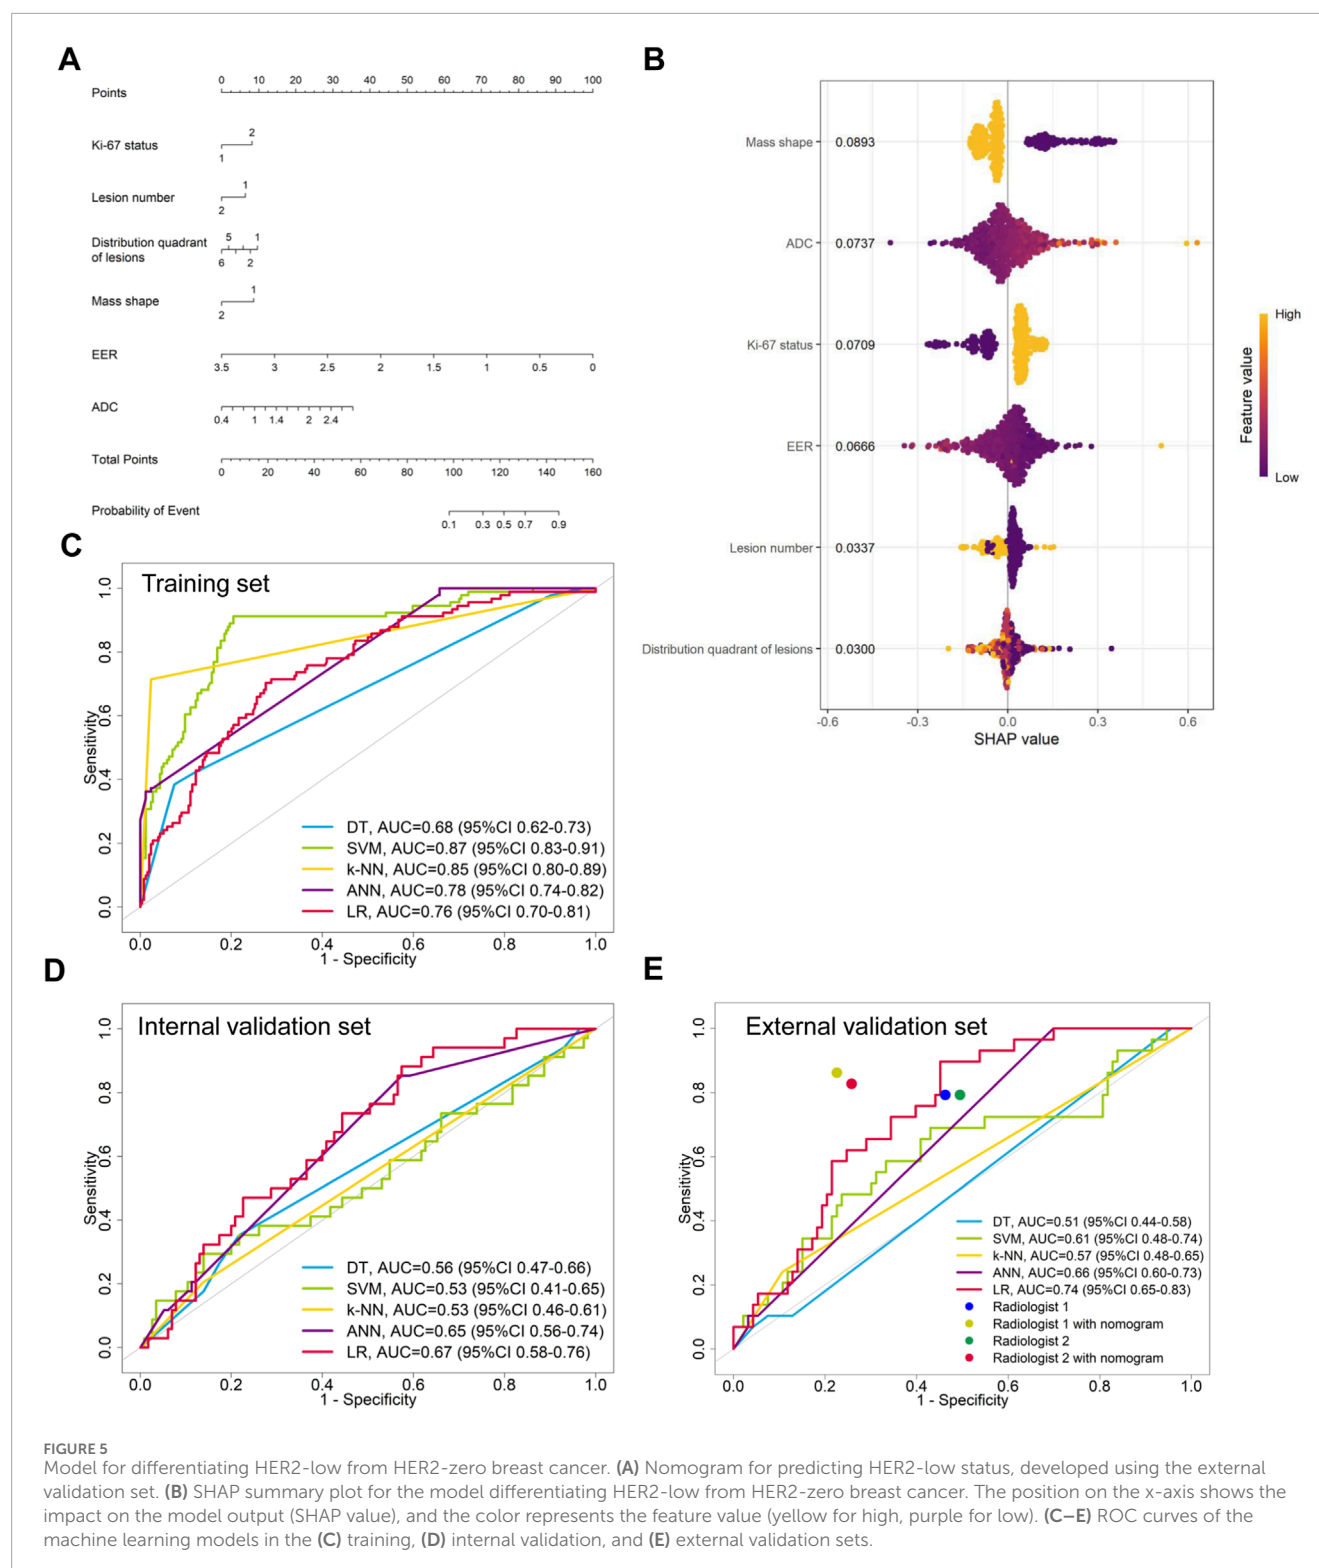 A
0 10 20 30 40 50 60 70 80 90 100
Points
2
Ki-67 status
1
1
Lesion number
2
5 1
Distribution quadrant
of lesions
6 2
1
Mass shape
2
EER
3.5 3 2.5 2 1.5 1 0.5 0
ADC
0.4 1 1.4 2 2.4
Total Points
0 20 40 60 80 100 120 140 160
Probability of Event
0.1 0.3 0.5 0.7 0.9
B
Mass shape 0.0893
ADC 0.0737
Ki-67 status 0.0709
EER 0.0666
Lesion number 0.0337
Distribution quadrant of lesions 0.0300
-0.6 -0.3 0.0 0.3 0.6
SHAP value
High
Feature value
Low
C
Training set
1.0
0.8
0.6
0.4
0.2
0.0
Sensitivity
DT, AUC=0.68 (95%CI 0.62-0.73)
SVM, AUC=0.87 (95%CI 0.83-0.91)
k-NN, AUC=0.85 (95%CI 0.80-0.89)
ANN, AUC=0.78 (95%CI 0.74-0.82)
LR, AUC=0.76 (95%CI 0.70-0.81)
0.0 0.2 0.4 0.6 0.8 1.0
1 - Specificity
D
Internal validation set
1.0
0.8
0.6
0.4
0.2
0.0
Sensitivity
DT, AUC=0.56 (95%CI 0.47-0.66)
SVM, AUC=0.53 (95%CI 0.41-0.65)
k-NN, AUC=0.53 (95%CI 0.46-0.61)
ANN, AUC=0.65 (95%CI 0.56-0.74)
LR, AUC=0.67 (95%CI 0.58-0.76)
0.0 0.2 0.4 0.6 0.8 1.0
1 - Specificity
E
External validation set
1.0
0.8
0.6
0.4
0.2
0.0
Sensitivity
DT, AUC=0.51 (95%CI 0.44-0.58)
SVM, AUC=0.61 (95%CI 0.48-0.74)
k-NN, AUC=0.57 (95%CI 0.48-0.65)
ANN, AUC=0.66 (95%CI 0.60-0.73)
LR, AUC=0.74 (95%CI 0.65-0.83)
Radiologist 1
Radiologist 1 with nomogram
Radiologist 2
Radiologist 2 with nomogram
0.0 0.2 0.4 0.6 0.8 1.0
1 - Specificity
FIGURE 5
Model for differentiating HER2-low from HER2-zero breast cancer. (A) Nomogram for predicting HER2-low status, developed using the external
validation set. (B) SHAP summary plot for the model differentiating HER2-low from HER2-zero breast cancer. The position on the x-axis shows the
impact on the model output (SHAP value), and the color represents the feature value (yellow for high, purple for low). (C–E) ROC curves of the
machine learning models in the (C) training, (D) internal validation, and (E) external validation sets.